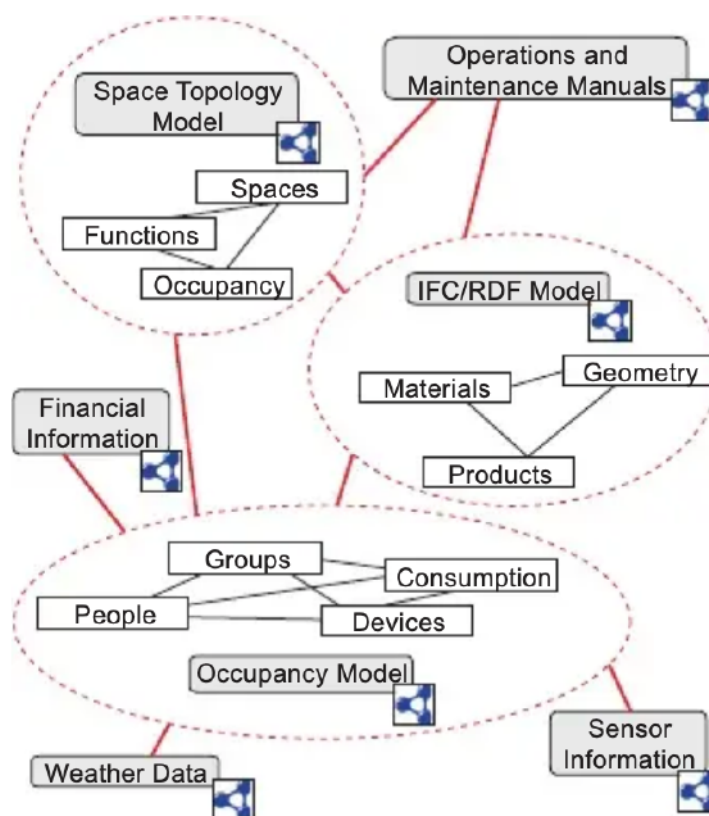 Space Topology
Model
Operations and
Maintenance Manuals
Spaces
Functions
Occupancy
IFC/RDF Model
Materials
Geometry
Products
Financial
Information
Groups
Consumption
People
Devices
Occupancy Model
Sensor
Information
Weather Data